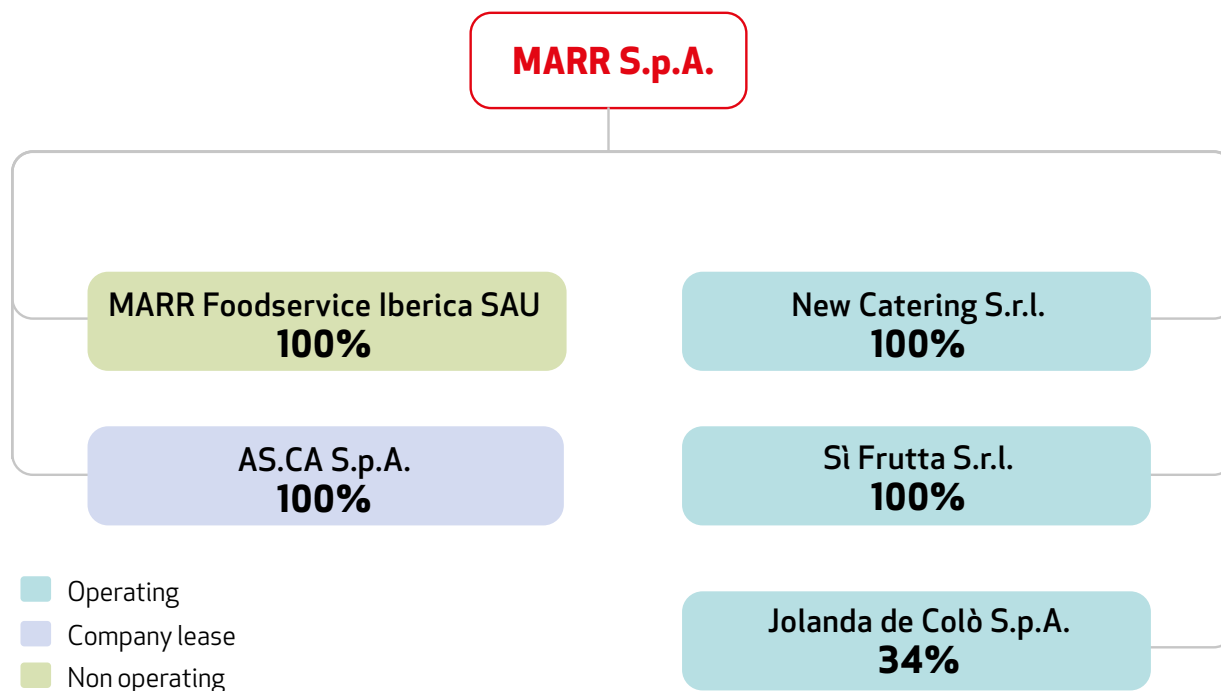 MARR S.p.A.
MARR Foodservice Iberica SAU
100%
New Catering S.r.l.
100%
AS.CA S.p.A.
100%
Sì Frutta S.r.l.
100%
Jolanda de Colò S.p.A.
34%
Operating
Company lease
Non operating